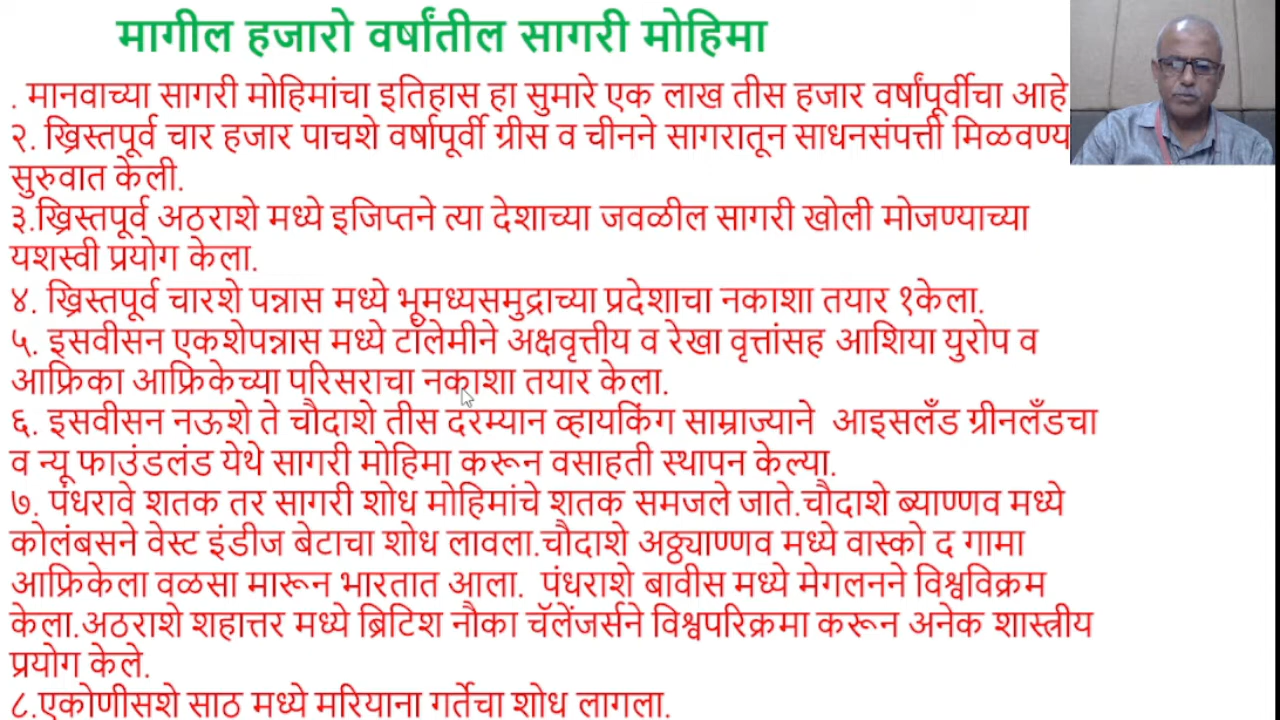 मागील हजारो वर्षांतील सागरी मोहिमा
. मानवाच्या सागरी मोहिमांचा इतिहास हा सुमारे एक लाख तीस हजार वर्षांपूर्वीचा आहे
२. ख्रिस्तपूर्व चार हजार पाचशे वर्षापूर्वी ग्रीस व चीनने सागरातून साधनसंपत्ती मिळवण्य
सुरुवात केली.
३.ख्रिस्तपूर्व अठराशे मध्ये इजिप्तने त्या देशाच्या जवळील सागरी खोली मोजण्याच्या
यशस्वी प्रयोग केला.
४. ख्रिस्तपूर्व चारशे पन्नास मध्ये भूमध्यसमुद्राच्या प्रदेशाचा नकाशा तयार १केला.
५. इसवीसन एकशेपन्नास मध्ये टॉलेमीने अक्षवृत्तीय व रेखा वृत्तांसह आशिया युरोप व
आफ्रिका आफ्रिकेच्या परिसराचा नकाशा तयार केला.
६. इसवीसन नऊशे ते चौदाशे तीस दरम्यान व्हायकिंग साम्राज्याने आइसलँड ग्रीनलँडचा
व न्यू फाउंडलंड येथे सागरी मोहिमा करून वसाहती स्थापन केल्या.
७. पंधरावे शतक तर सागरी शोध मोहिमांचे शतक समजले जाते.चौदाशे ब्याण्णव मध्ये
कोलंबसने वेस्ट इंडीज बेटाचा शोध लावला.चौदाशे अठ्ठ्याण्णव मध्ये वास्को द गामा
आफ्रिकेला वळसा मारून भारतात आला. पंधराशे बावीस मध्ये मेगलनने विश्वविक्रम
केला.अठराशे शहात्तर मध्ये ब्रिटिश नौका चॅलेंजर्सने विश्वपरिक्रमा करून अनेक शास्त्रीय
प्रयोग केले.
८.एकोणीसशे साठ मध्ये मरियाना गर्तेचा शोध लागला.